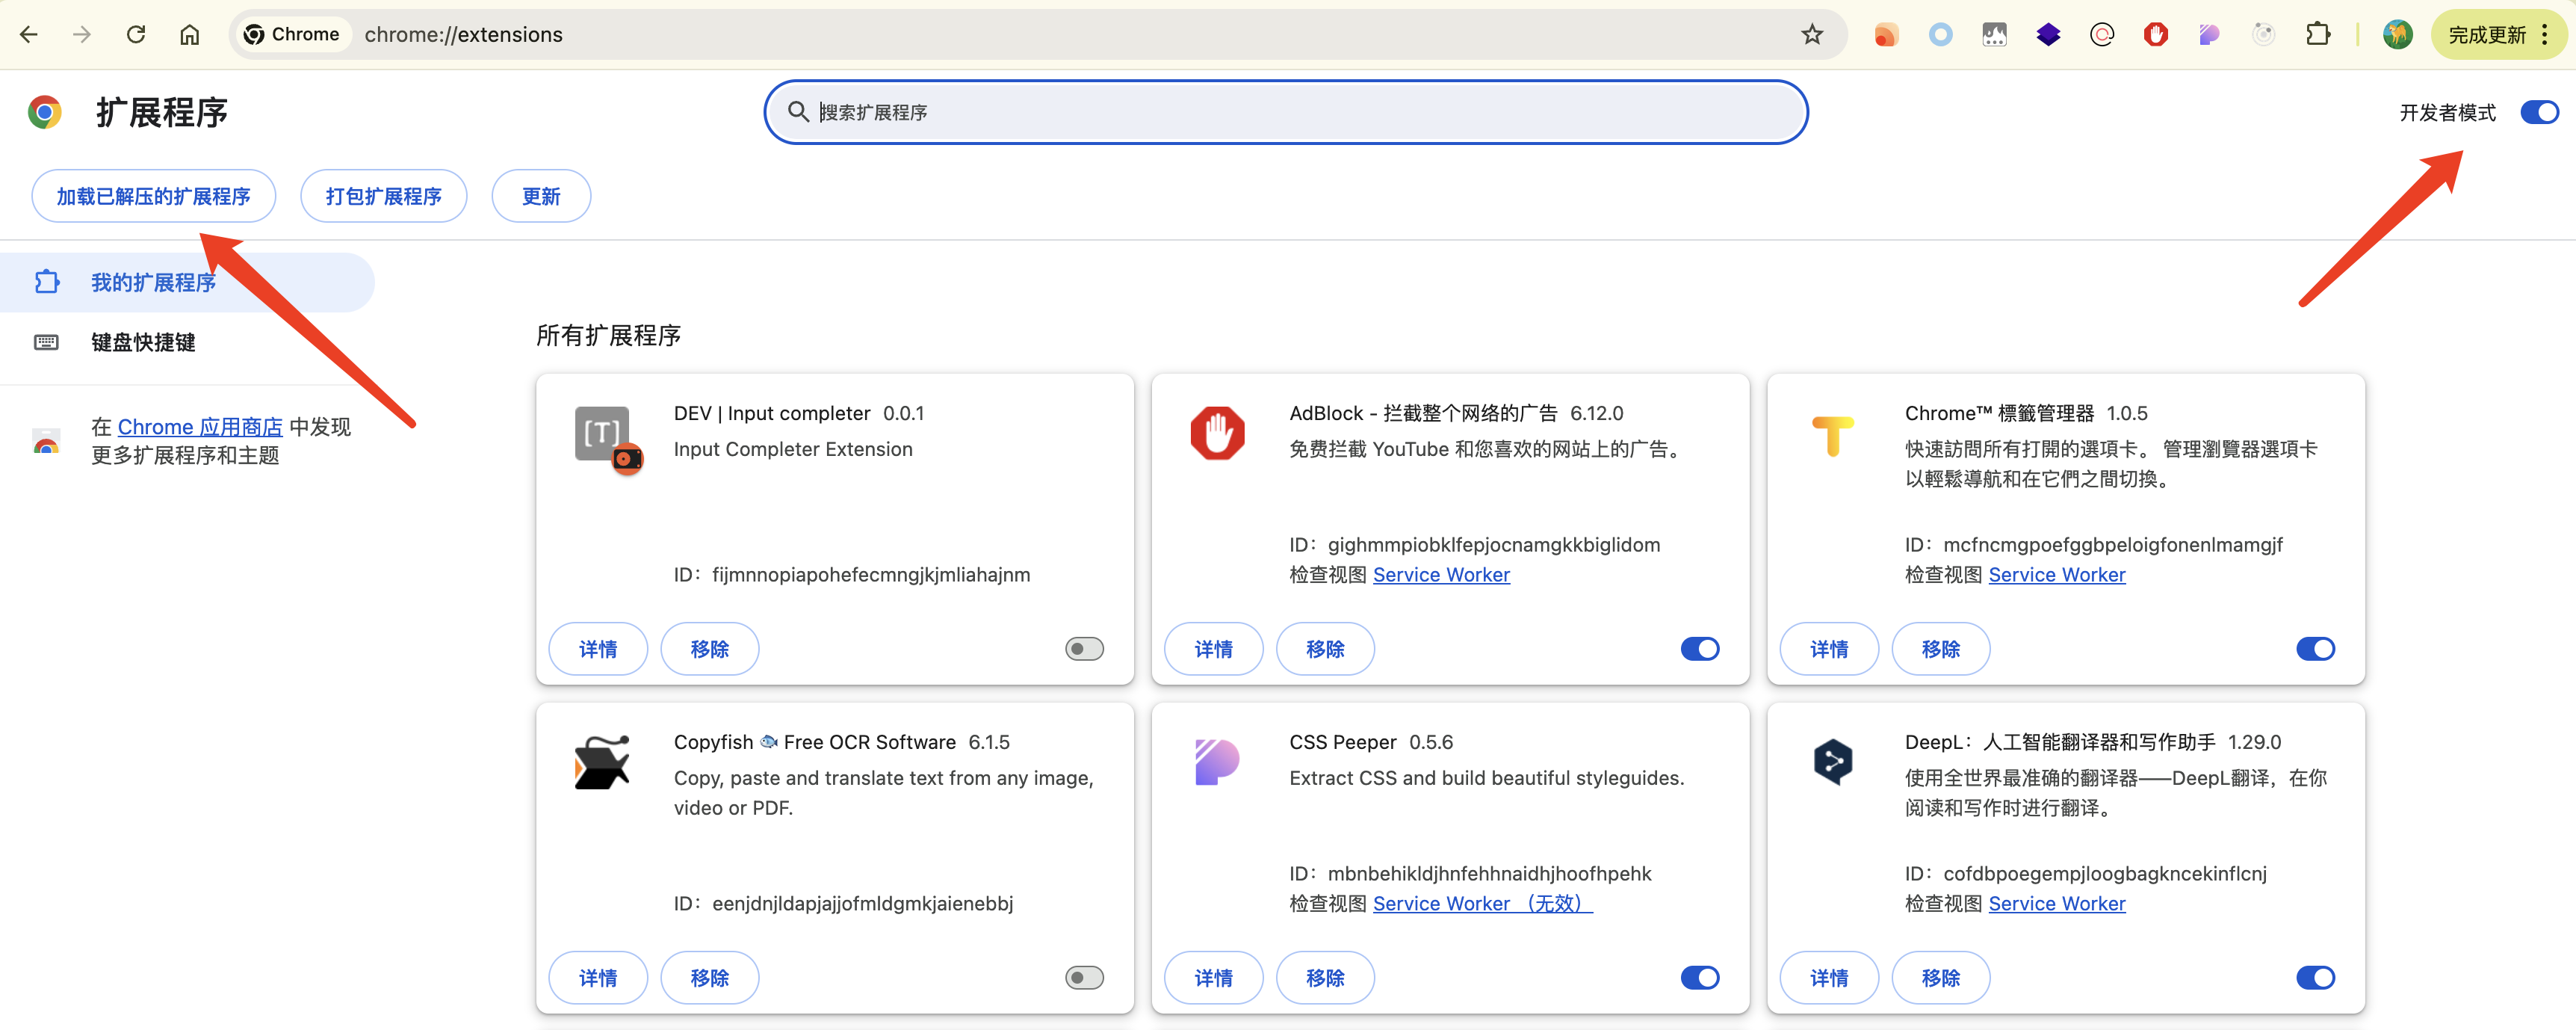 Chrome chrome://extensions 完成更新
扩展程序 搜索扩展程序 开发者模式
加载已解压的扩展程序 打包扩展程序 更新
我的扩展程序
键盘快捷键
在 Chrome 应用商店 中发现
更多扩展程序和主题
所有扩展程序
DEV | Input completer 0.0.1
Input Completer Extension
ID：fijmnnopiapohefecmngjkjmliahajnm
详情 移除
AdBlock - 拦截整个网络的广告 6.12.0
免费拦截 YouTube 和您喜欢的网站上的广告。
ID：gighmmpiobklfepjocnamgkkbiglidom
检查视图 Service Worker
详情 移除
Chrome™ 標籤管理器 1.0.5
快速訪問所有打開的選項卡。 管理瀏覽器選項卡
以輕鬆導航和在它們之間切換。
ID：mcfncmgpoefggbpeloigfonenlmamgjf
检查视图 Service Worker
详情 移除
Copyfish 🐟 Free OCR Software 6.1.5
Copy, paste and translate text from any image,
video or PDF.
ID：eenjdnjldapjajjofmldgmkjaienebbj
详情 移除
CSS Peeper 0.5.6
Extract CSS and build beautiful styleguides.
ID：mbnbehikldjhnfehhnaidhjhoofhpehk
检查视图 Service Worker （无效）
详情 移除
DeepL：人工智能翻译器和写作助手 1.29.0
使用全世界最准确的翻译器——DeepL翻译，在你
阅读和写作时进行翻译。
ID：cofdbpoegempjloogbagkncekinflcnj
检查视图 Service Worker
详情 移除